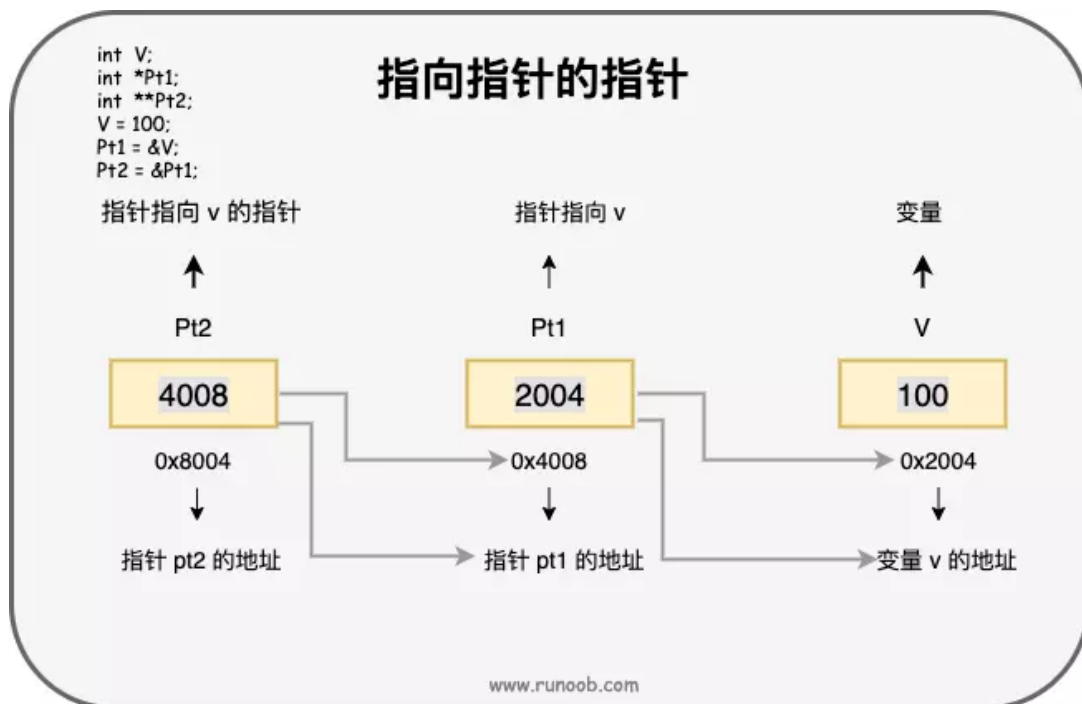 int V;
int *Pt1;
int **Pt2;
V = 100;
Pt1 = &V;
Pt2 = &Pt1;
指向指针的指针
指针指向 v 的指针
指针指向 v
变量
Pt2
Pt1
V
4008
2004
100
0x8004
0x4008
0x2004
指针 pt2 的地址
指针 pt1 的地址
变量 v 的地址
www.runoob.com